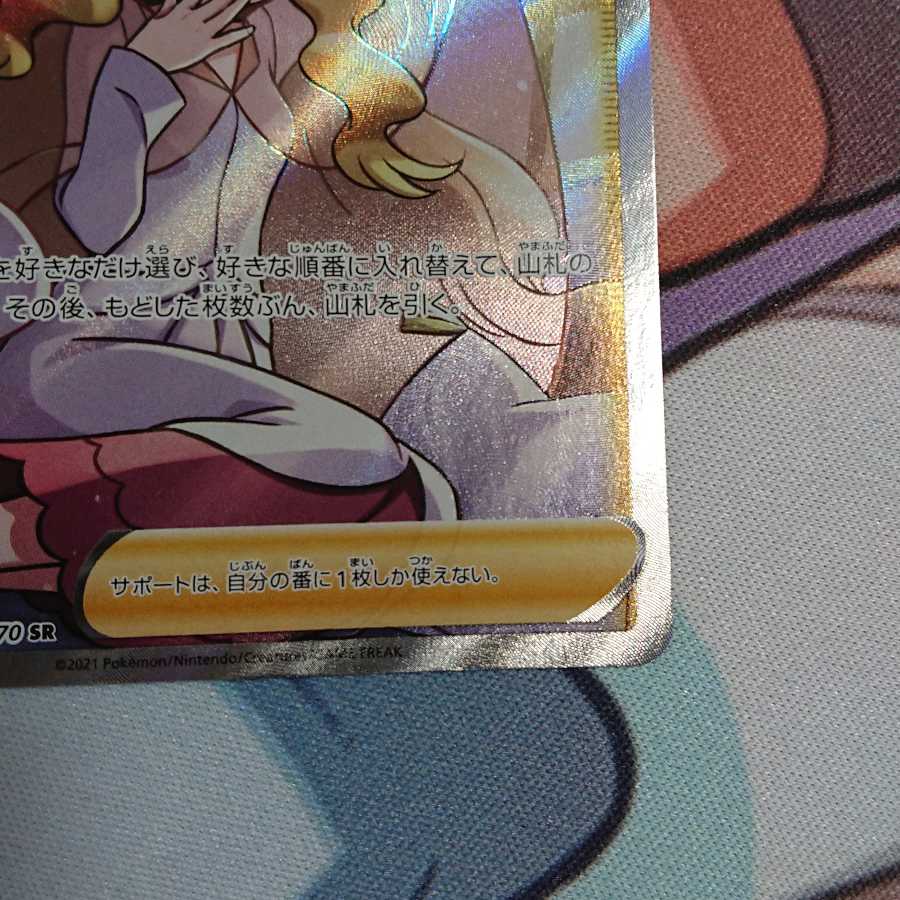 を好きなだけ選び、好きな順番に入れ替えて、山札の
その後、もどした枚数ぶん、山札を引く。
サポートは、自分の番に1枚しか使えない。
70 SR
©2021 Pokémon/Nintendo/Creatures/GAME FREAK